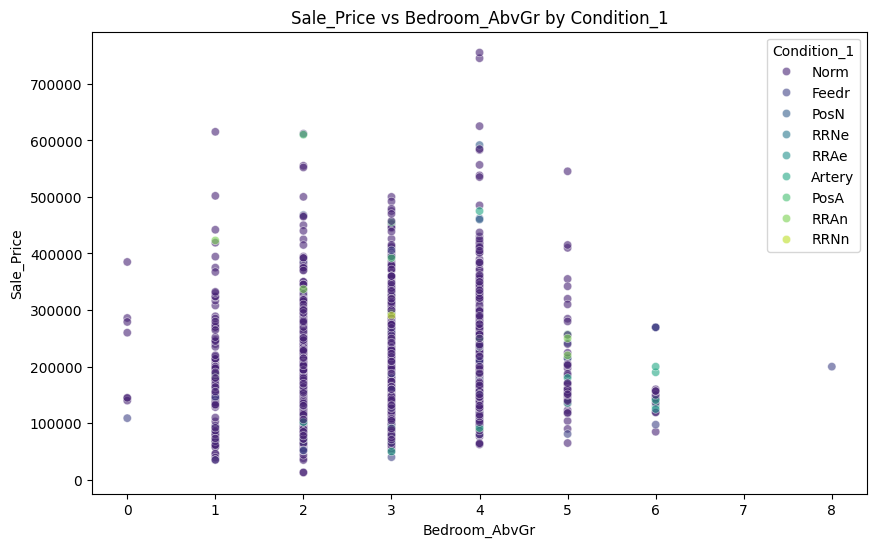 Sale_Price vs Bedroom_AbvGr by Condition_1
Condition_1
Norm
Feedr
PosN
RRNe
RRAe
Artery
PosA
RRAn
RRNn
Sale_Price
700000
600000
500000
400000
300000
200000
100000
0
0 1 2 3 4 5 6 7 8
Bedroom_AbvGr